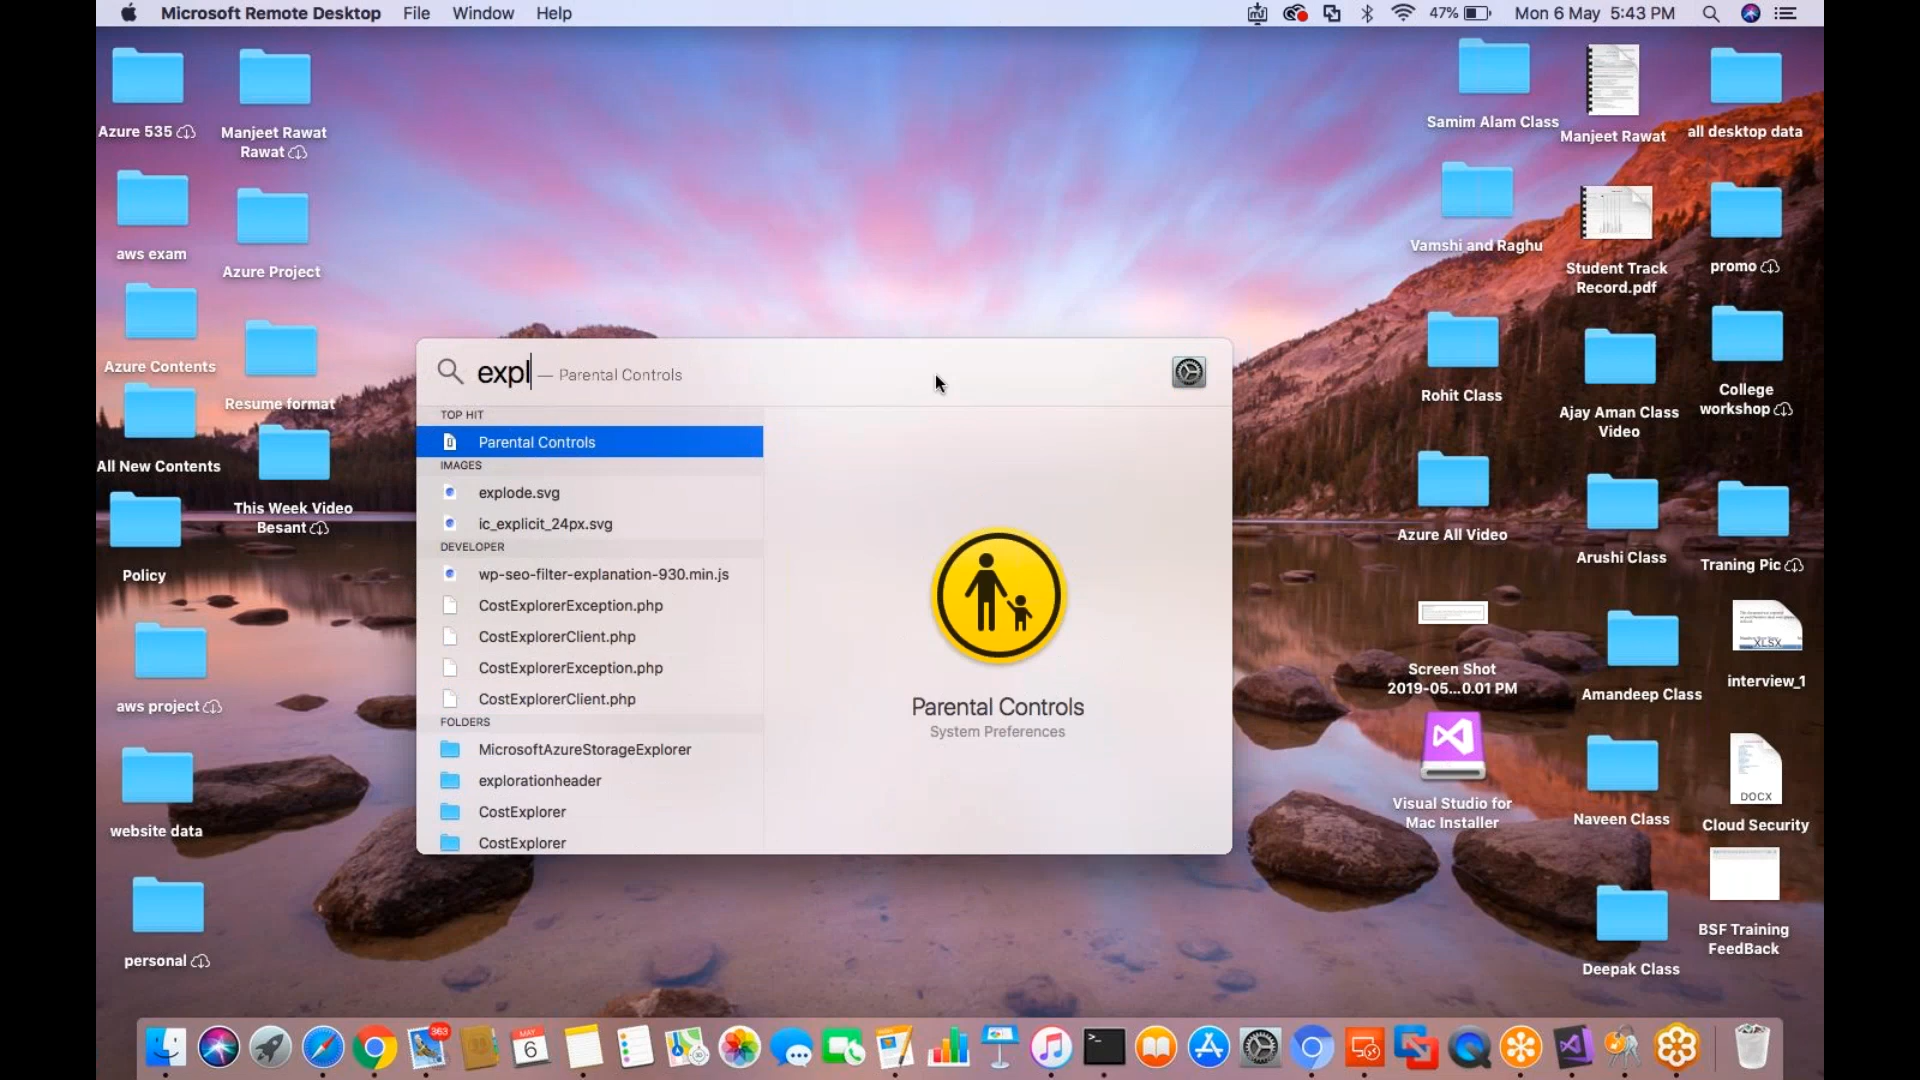 Microsoft Remote Desktop File Window Help
47% Mon 6 May 5:43 PM
Azure 535
Manjeet Rawat
Rawat
aws exam
Azure Project
Azure Contents
Resume format
All New Contents
This Week Video
Besant
Policy
aws project
website data
personal
expl — Parental Controls
TOP HIT
Parental Controls
IMAGES
explode.svg
ic_explicit_24px.svg
DEVELOPER
wp-seo-filter-explanation-930.min.js
CostExplorerException.php
CostExplorerClient.php
CostExplorerException.php
CostExplorerClient.php
FOLDERS
MicrosoftAzureStorageExplorer
explorationheader
CostExplorer
CostExplorer
Parental Controls
System Preferences
Samim Alam Class
Manjeet Rawat
all desktop data
Vamshi and Raghu
Student Track
Record.pdf
promo
Rohit Class
Ajay Aman Class
Video
College
workshop
Azure All Video
Arushi Class
Traning Pic
Screen Shot
2019-05...0.01 PM
Amandeep Class
XLSX
interview_1
Visual Studio for
Mac Installer
Naveen Class
DOCX
Cloud Security
Deepak Class
BSF Training
FeedBack
363
MAY
6